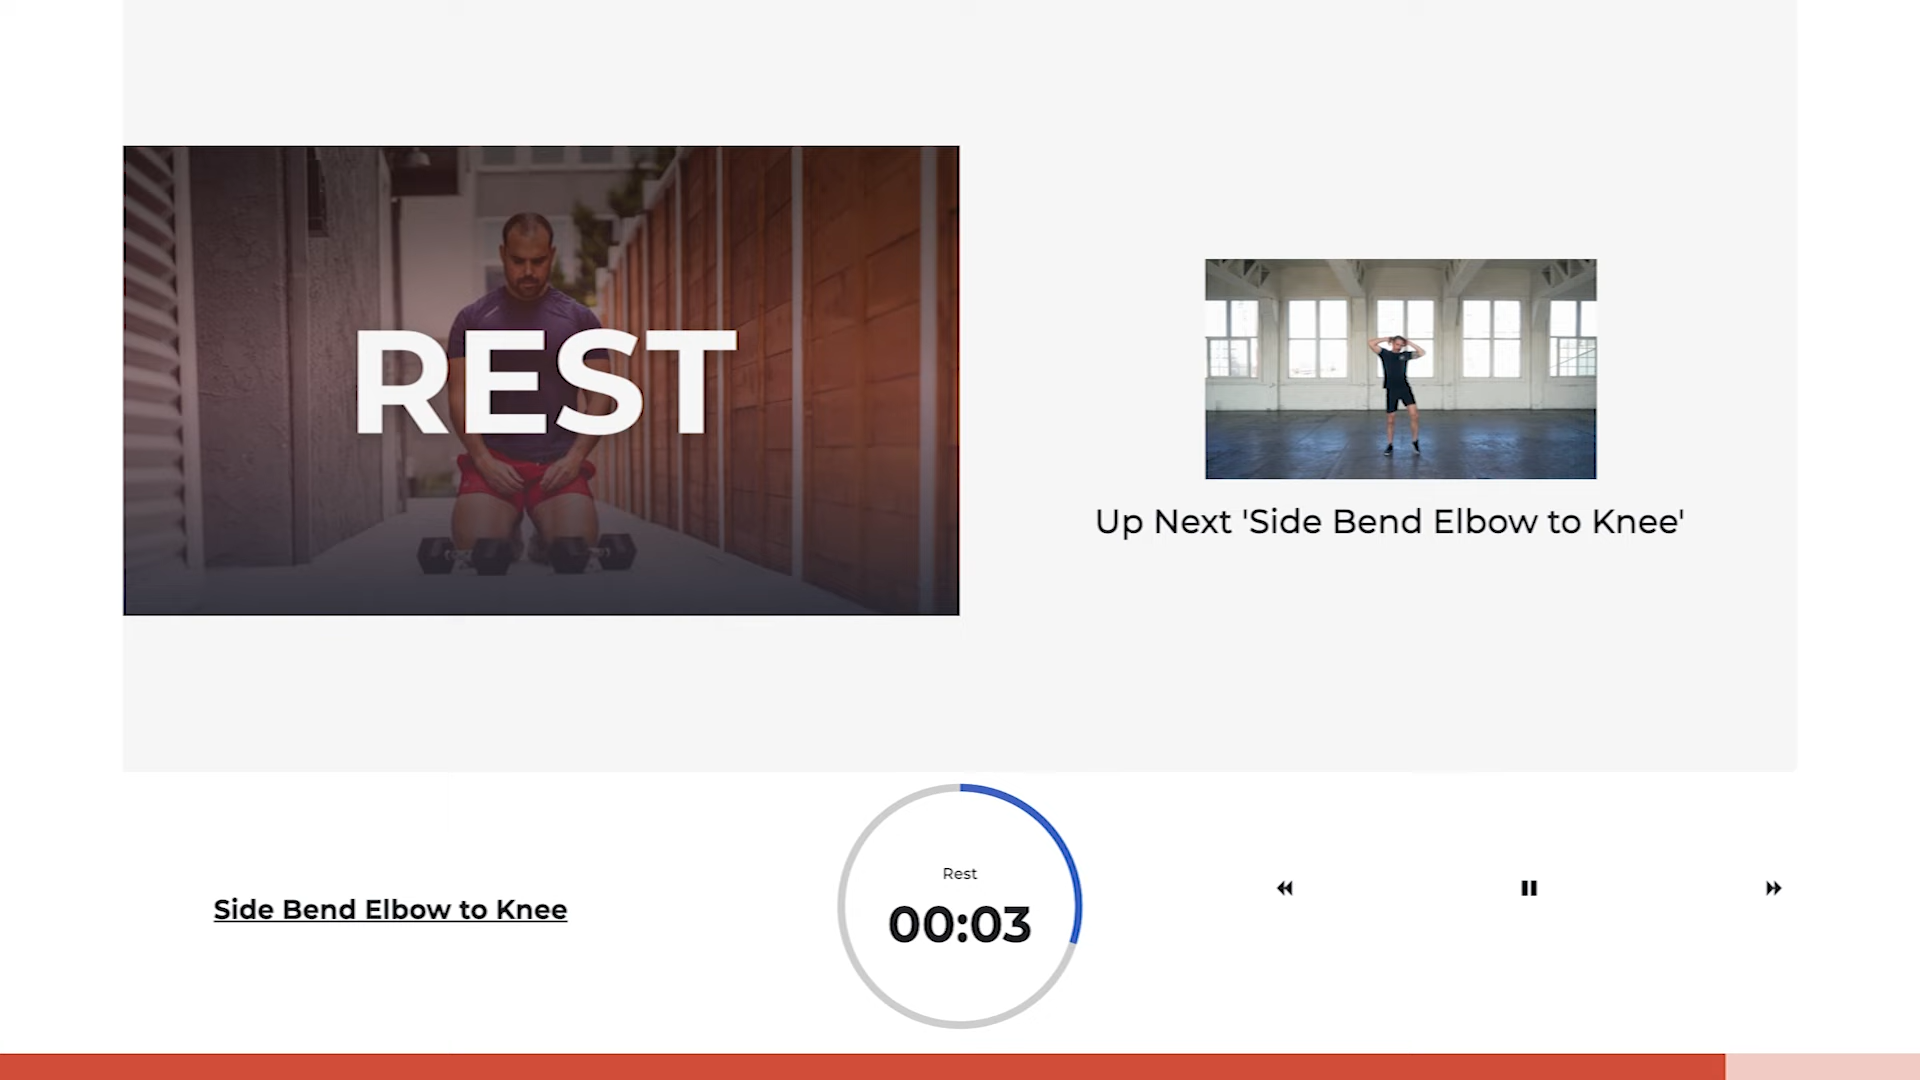 REST
Up Next 'Side Bend Elbow to Knee'
Side Bend Elbow to Knee
Rest
00:03